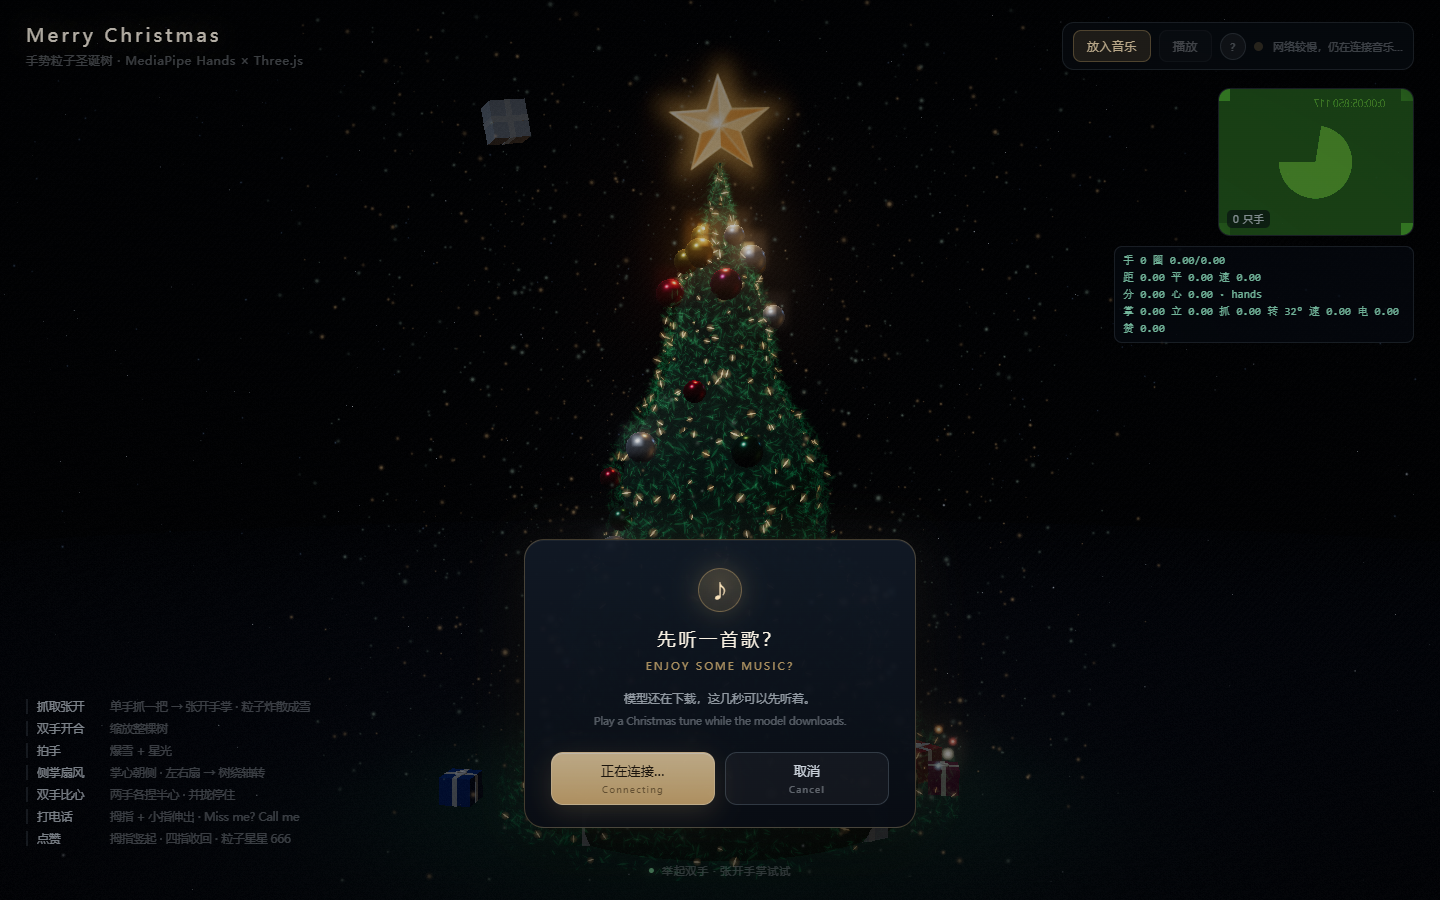 Merry Christmas
手势粒子圣诞树 · MediaPipe Hands × Three.js
放入音乐
播放
?
网络较慢，仍在连接音乐...
0:00:05:850 117
0 只手
手 0 圈 0.00/0.00
距 0.00 平 0.00 速 0.00
分 0.00 心 0.00 · hands
掌 0.00 立 0.00 抓 0.00 转 32° 速 0.00 电 0.00
赞 0.00
♪
先听一首歌？
ENJOY SOME MUSIC?
模型还在下载，这几秒可以先听着。
Play a Christmas tune while the model downloads.
正在连接...
Connecting
取消
Cancel
抓取张开 单手抓一把 → 张开手掌 · 粒子炸散成雪
双手开合 缩放整棵树
拍手 爆雪 + 星光
侧掌扇风 掌心朝侧 · 左右扇 → 树绕轴转
双手比心 两手各捏半心 · 并拢停住
打电话 拇指 + 小指伸出 · Miss me? Call me
点赞 拇指竖起 · 四指收回 · 粒子星星 666
举起双手 · 张开手掌试试